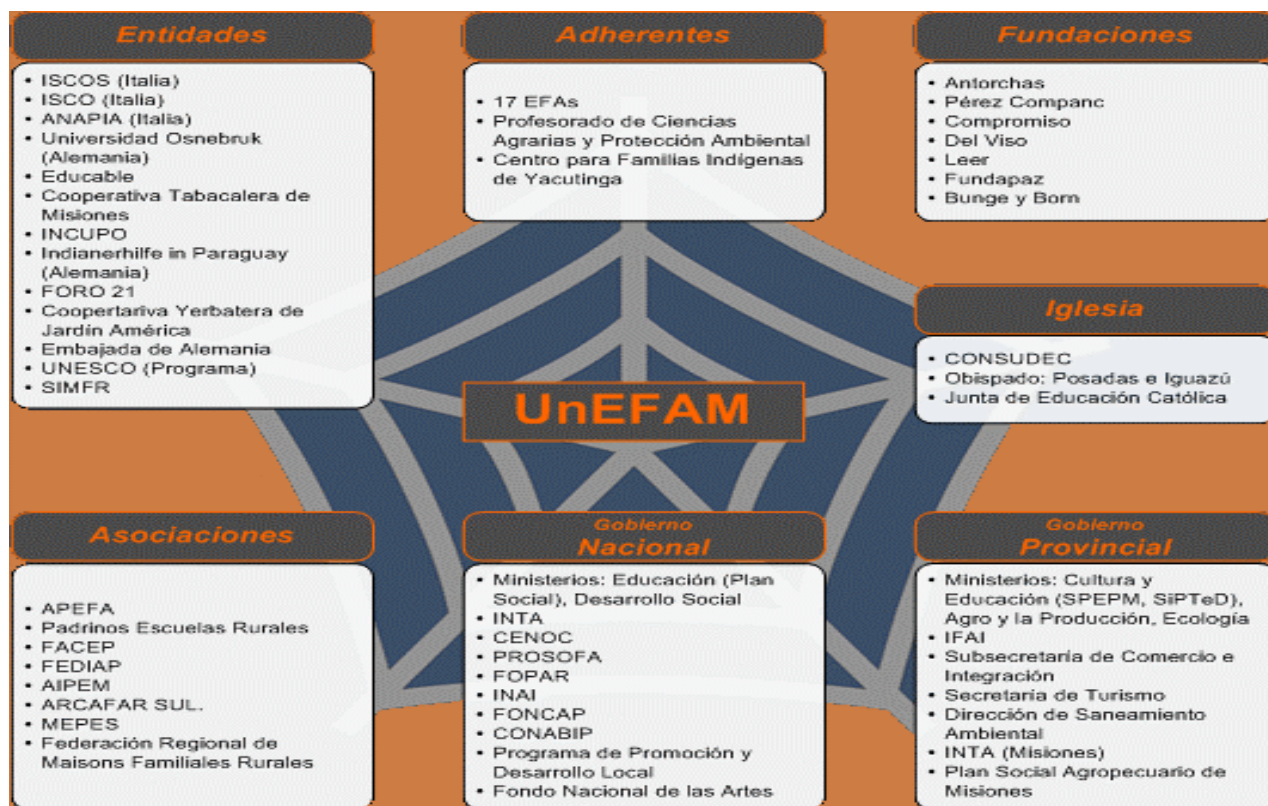 Entidades
• ISCOS (Italia)
• ISCO (Italia)
• ANAPIA (Italia)
• Universidad Osnebruk
(Alemania)
• Educable
• Cooperativa Tabacalera de
Misiones
• INCUPO
• Indianerhilfe in Paraguay
(Alemania)
• FORO 21
• Coopertariva Yerbatera de
Jardín América
• Embajada de Alemania
• UNESCO (Programa)
• SIMFR
Adherentes
• 17 EFAs
• Profesorado de Ciencias
Agrarias y Protección Ambiental
• Centro para Familias Indígenas
de Yacutinga
Fundaciones
• Antorchas
• Pérez Companc
• Compromiso
• Del Viso
• Leer
• Fundapaz
• Bunge y Born
Iglesia
• CONSUDEC
• Obispado: Posadas e Iguazú
• Junta de Educación Católica
UnEFAM
Asociaciones
• APEFA
• Padrinos Escuelas Rurales
• FACEP
• FEDIAP
• AIPEM
• ARCAFAR SUL.
• MEPES
• Federación Regional de
Maisons Familiales Rurales
Gobierno
Nacional
• Ministerios: Educación (Plan
Social), Desarrollo Social
• INTA
• CENOC
• PROSOFA
• FOPAR
• INAI
• FONCAP
• CONABIP
• Programa de Promoción y
Desarrollo Local
• Fondo Nacional de las Artes
Gobierno
Provincial
• Ministerios: Cultura y
Educación (SPEPM, SiPTeD),
Agro y la Producción, Ecología
• IFAI
• Subsecretaría de Comercio e
Integración
• Secretaría de Turismo
• Dirección de Saneamiento
Ambiental
• INTA (Misiones)
• Plan Social Agropecuario de
Misiones